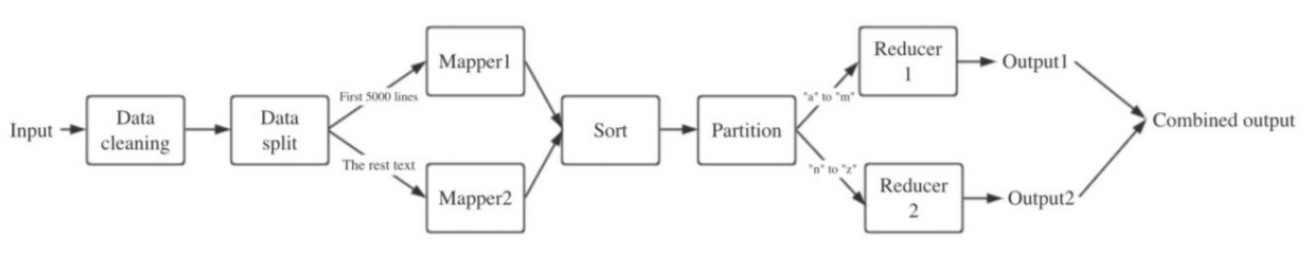 Input
Data
cleaning
Data
split
First 5000 lines
The rest text
Mapper1
Mapper2
Sort
Partition
"a" to "m"
"n" to "z"
Reducer
1
Reducer
2
Output1
Output2
Combined output